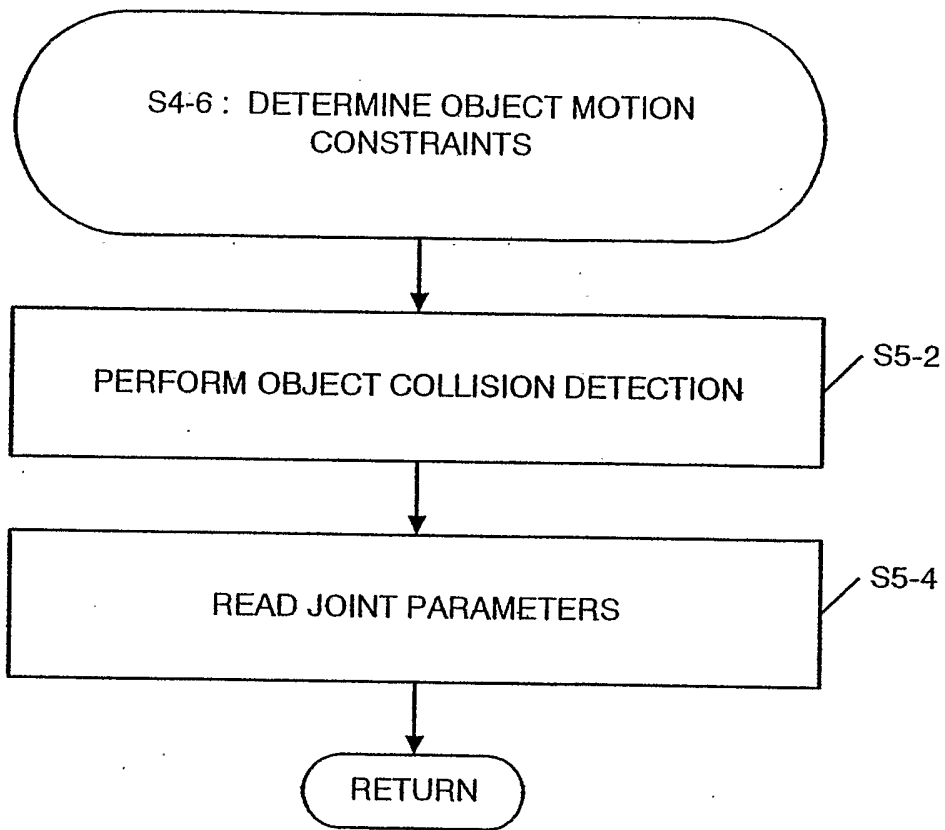 S4-6 : DETERMINE OBJECT MOTION
CONSTRAINTS
PERFORM OBJECT COLLISION DETECTION
S5-2
READ JOINT PARAMETERS
S5-4
RETURN